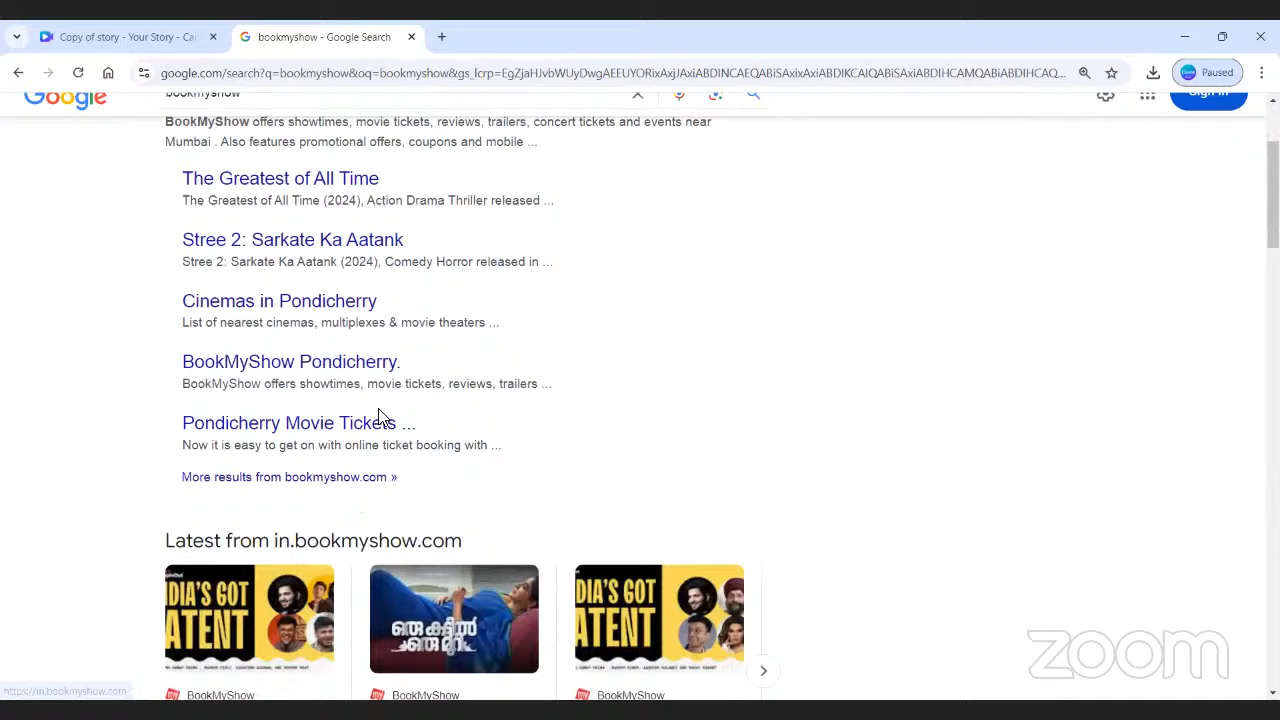 Copy of story - Your Story - Ca
bookmyshow - Google Search
google.com/search?q=bookmyshow&oq=bookmyshow&gs_lcrp=EgZjaHJvbWUyDwgAEEUYORixAxjJAxiABDINCAEQABiSAxixAxiABDIKCAIQABiSAxiABDIHCAMQABiABDIHCAQ...
Paused
Google
bookmyshow
Sign in
BookMyShow offers showtimes, movie tickets, reviews, trailers, concert tickets and events near
Mumbai . Also features promotional offers, coupons and mobile ...
The Greatest of All Time
The Greatest of All Time (2024), Action Drama Thriller released ...
Stree 2: Sarkate Ka Aatank
Stree 2: Sarkate Ka Aatank (2024), Comedy Horror released in ...
Cinemas in Pondicherry
List of nearest cinemas, multiplexes & movie theaters ...
BookMyShow Pondicherry.
BookMyShow offers showtimes, movie tickets, reviews, trailers ...
Pondicherry Movie Tickets ...
Now it is easy to get on with online ticket booking with ...
More results from bookmyshow.com »
Latest from in.bookmyshow.com
DIA'S GOT
ATENT
ഒരു കട്ടിൽ
ഒരു മുറി
DIA'S GOT
ATENT
zoom
https://in.bookmyshow.com
BookMyShow
BookMyShow
BookMyShow